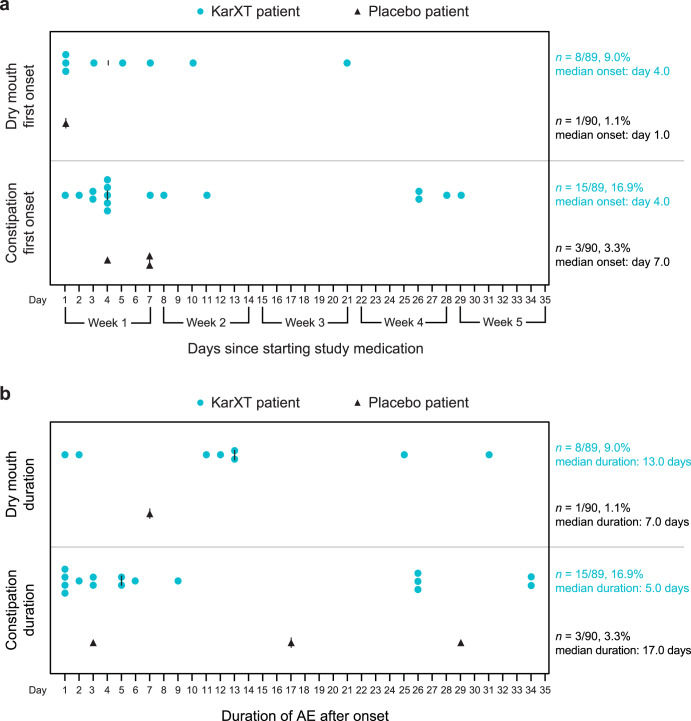 a
KarXT patient
Placebo patient
Dry mouth
first onset
n = 8/89, 9.0%
median onset: day 4.0
n = 1/90, 1.1%
median onset: day 1.0
Constipation
first onset
n = 15/89, 16.9%
median onset: day 4.0
n = 3/90, 3.3%
median onset: day 7.0
Day 1 2 3 4 5 6 7 8 9 10 11 12 13 14 15 16 17 18 19 20 21 22 23 24 25 26 27 28 29 30 31 32 33 34 35
Week 1 Week 2 Week 3 Week 4 Week 5
Days since starting study medication
b
KarXT patient
Placebo patient
Dry mouth
duration
n = 8/89, 9.0%
median duration: 13.0 days
n = 1/90, 1.1%
median duration: 7.0 days
Constipation
duration
n = 15/89, 16.9%
median duration: 5.0 days
n = 3/90, 3.3%
median duration: 17.0 days
Day 1 2 3 4 5 6 7 8 9 10 11 12 13 14 15 16 17 18 19 20 21 22 23 24 25 26 27 28 29 30 31 32 33 34 35
Duration of AE after onset